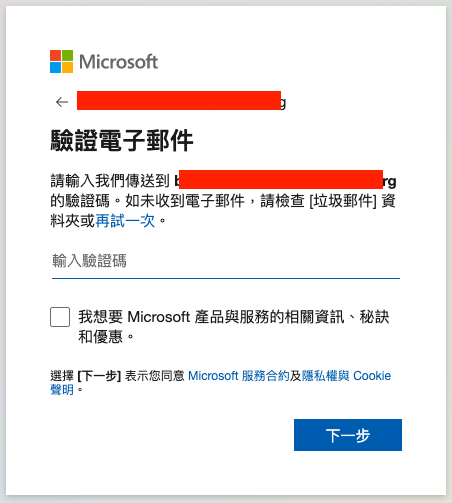 Microsoft
←
驗證電子郵件
請輸入我們傳送到 rg
的驗證碼。如未收到電子郵件，請檢查 [垃圾郵件] 資
料夾或再試一次。
輸入驗證碼
我想要 Microsoft 產品與服務的相關資訊、秘訣
和優惠。
選擇 [下一步] 表示您同意 Microsoft 服務合約及隱私權與 Cookie
聲明。
下一步